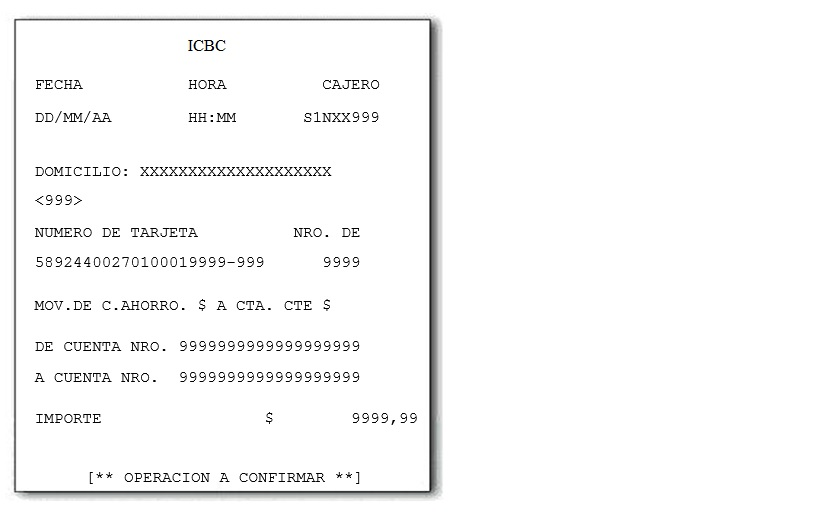 ICBC
FECHA HORA CAJERO
DD/MM/AA HH:MM S1NXX999
DOMICILIO: XXXXXXXXXXXXXXXXXXXX
<999>
NUMERO DE TARJETA NRO. DE
58924400270100019999-999 9999
MOV.DE C.AHORRO. $ A CTA. CTE $
DE CUENTA NRO. 9999999999999999999
A CUENTA NRO. 9999999999999999999
IMPORTE $ 9999,99
[** OPERACION A CONFIRMAR **]